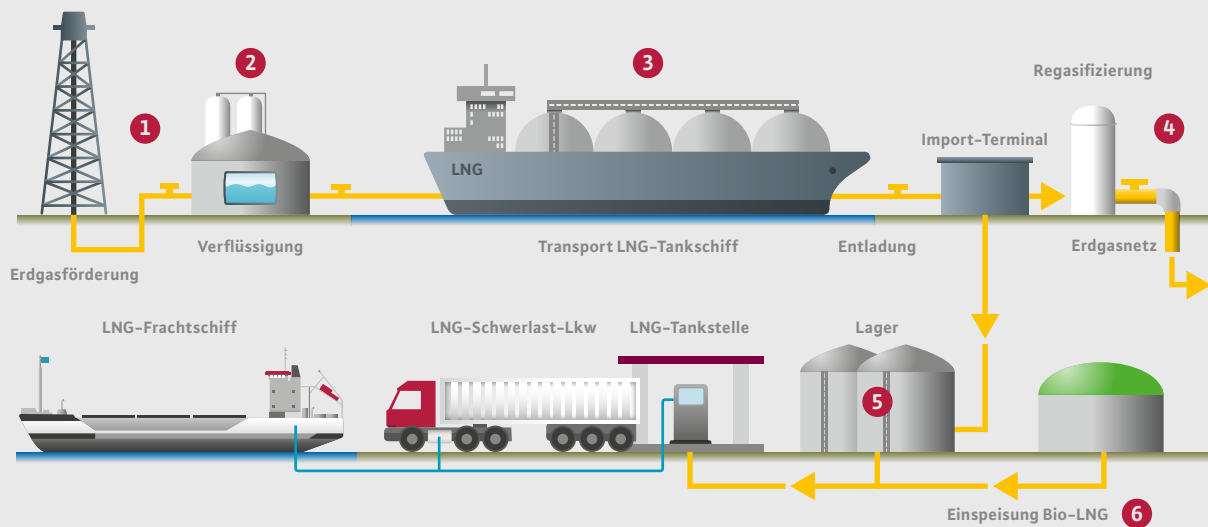 1
2
3
Regasifizierung
4
Import-Terminal
LNG
Verflüssigung
Transport LNG-Tankschiff
Entladung
Erdgasnetz
Erdgasförderung
LNG-Frachtschiff
LNG-Schwerlast-Lkw
LNG-Tankstelle
Lager
5
Einspeisung Bio-LNG
6